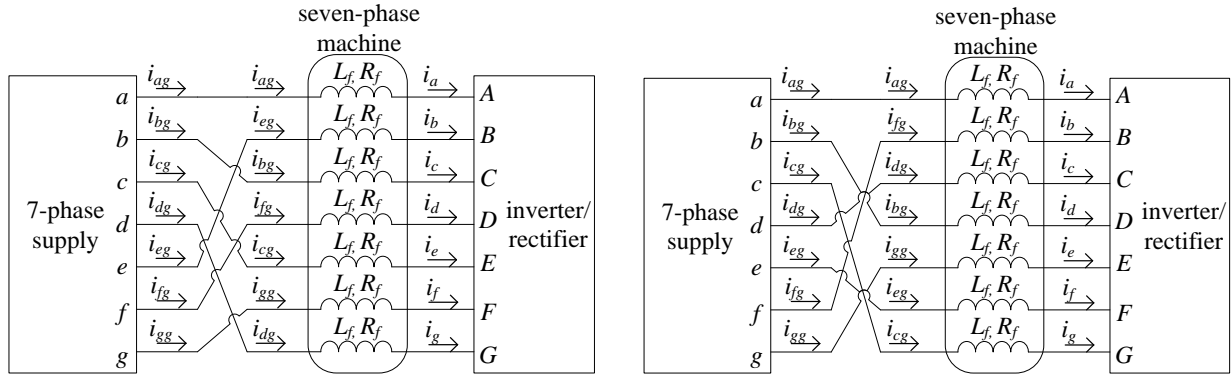 seven-phase
machine
7-phase
supply
a
b
c
d
e
f
g
i_ag
i_bg
i_cg
i_dg
i_eg
i_fg
i_gg
i_ag
i_eg
i_bg
i_fg
i_cg
i_gg
i_dg
L_f, R_f
L_f, R_f
L_f, R_f
L_f, R_f
L_f, R_f
L_f, R_f
L_f, R_f
i_a
i_b
i_c
i_d
i_e
i_f
i_g
A
B
C
D
E
F
G
inverter/
rectifier
seven-phase
machine
7-phase
supply
a
b
c
d
e
f
g
i_ag
i_bg
i_cg
i_dg
i_eg
i_fg
i_gg
i_ag
i_fg
i_dg
i_bg
i_gg
i_eg
i_cg
L_f, R_f
L_f, R_f
L_f, R_f
L_f, R_f
L_f, R_f
L_f, R_f
L_f, R_f
i_a
i_b
i_c
i_d
i_e
i_f
i_g
A
B
C
D
E
F
G
inverter/
rectifier